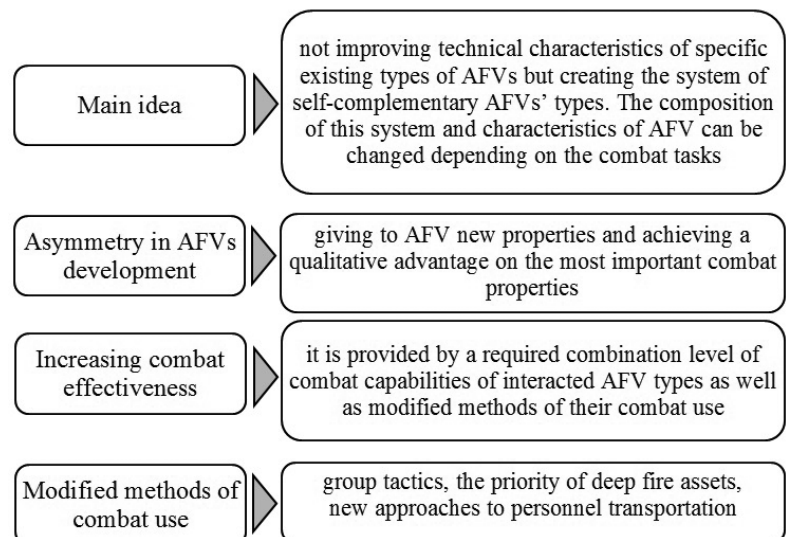 Main idea
not improving technical characteristics of specific
existing types of AFVs but creating the system of
self-complementary AFVs’ types. The composition
of this system and characteristics of AFV can be
changed depending on the combat tasks
Asymmetry in AFVs
development
giving to AFV new properties and achieving a
qualitative advantage on the most important combat
properties
Increasing combat
effectiveness
it is provided by a required combination level of
combat capabilities of interacted AFV types as well
as modified methods of their combat use
Modified methods of
combat use
group tactics, the priority of deep fire assets,
new approaches to personnel transportation